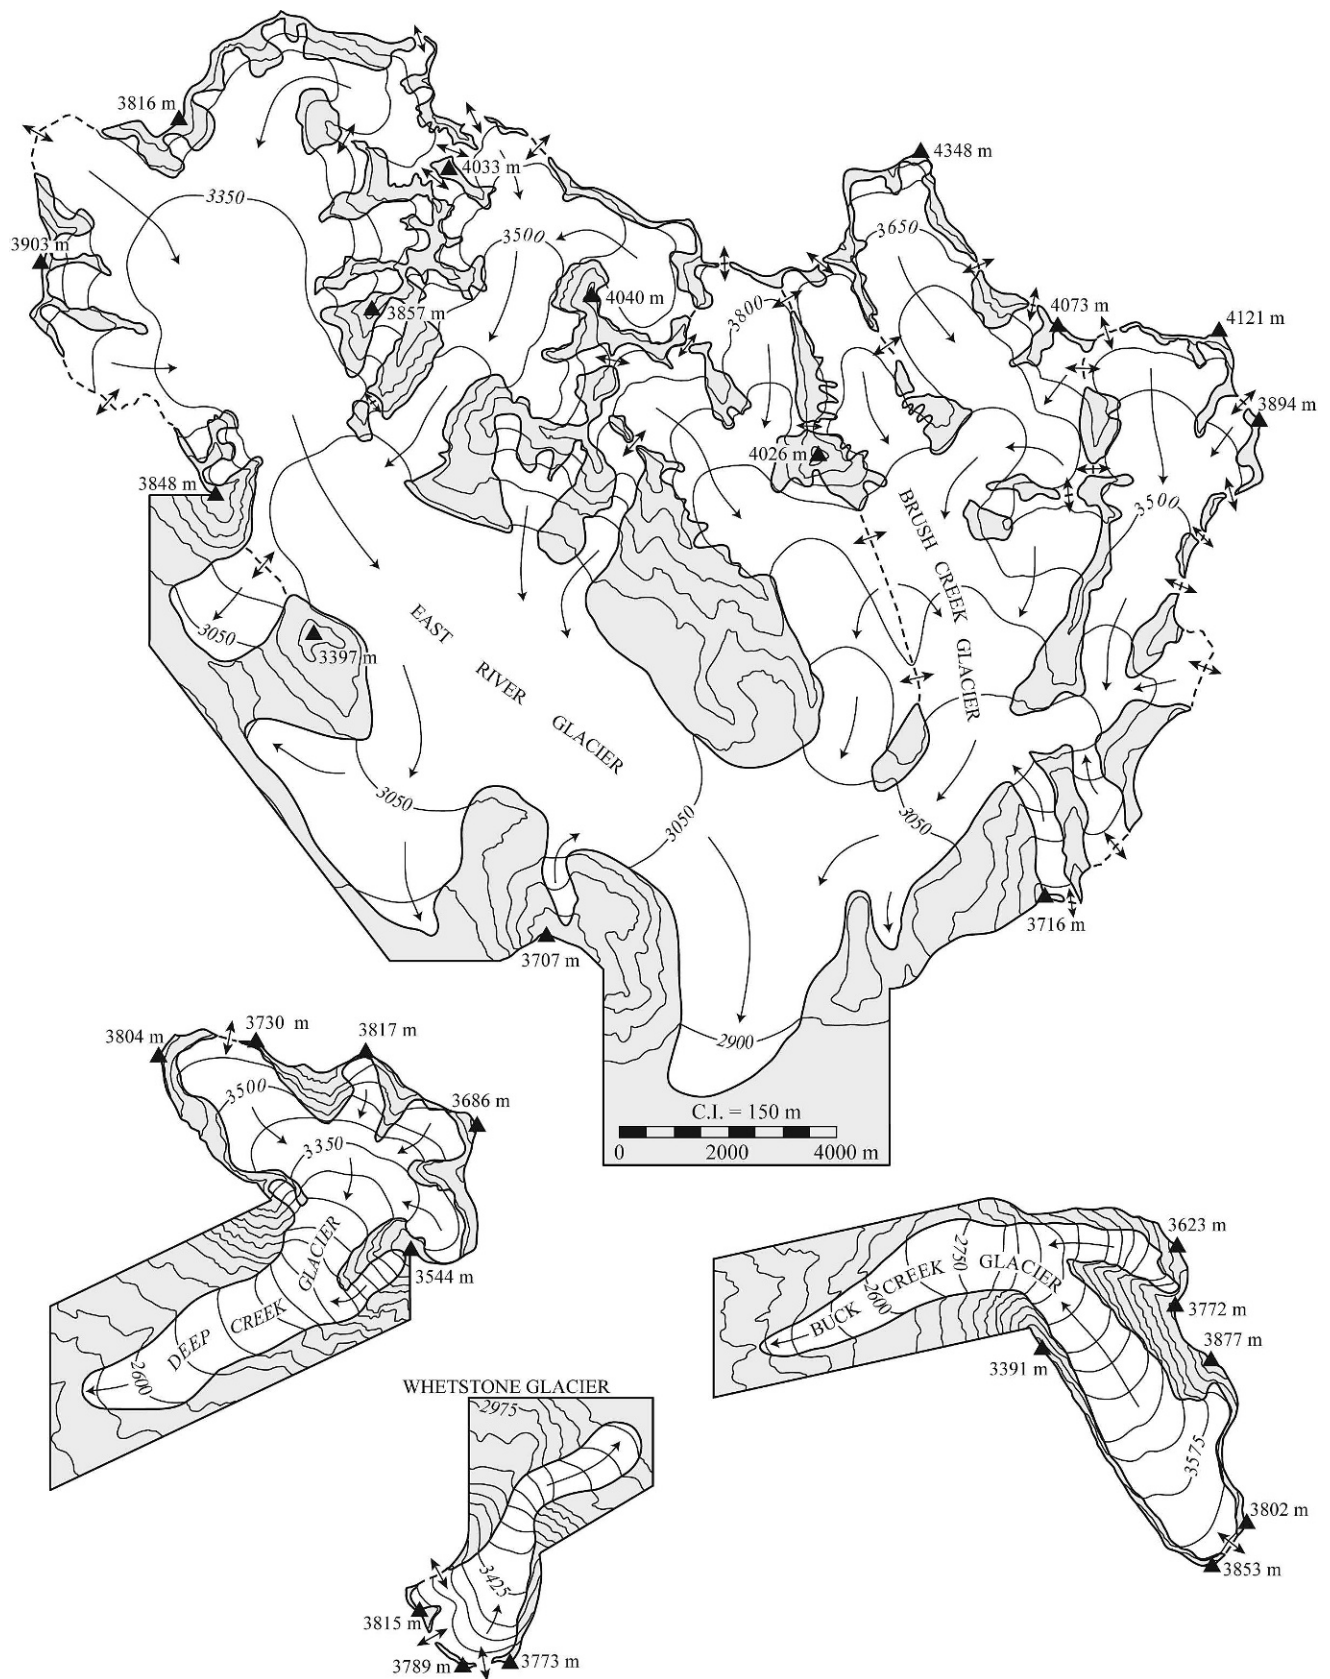 3816 m
4033 m
4348 m
3350
3650
3903 m
3500
4040 m
3857 m
3800
4073 m
4121 m
3894 m
4026 m
3848 m
3500
BRUSH CREEK GLACIER
EAST RIVER GLACIER
3050
3397 m
3050
3050
3050
3716 m
3707 m
2900
C.I. = 150 m
0 2000 4000 m
3804 m
3730 m
3817 m
3500
3686 m
3350
DEEP CREEK GLACIER
3544 m
2600
3623 m
2750
BUCK CREEK GLACIER
2600
3772 m
3877 m
3391 m
3575
3802 m
3853 m
WHETSTONE GLACIER
2975
3425
3815 m
3789 m
3773 m